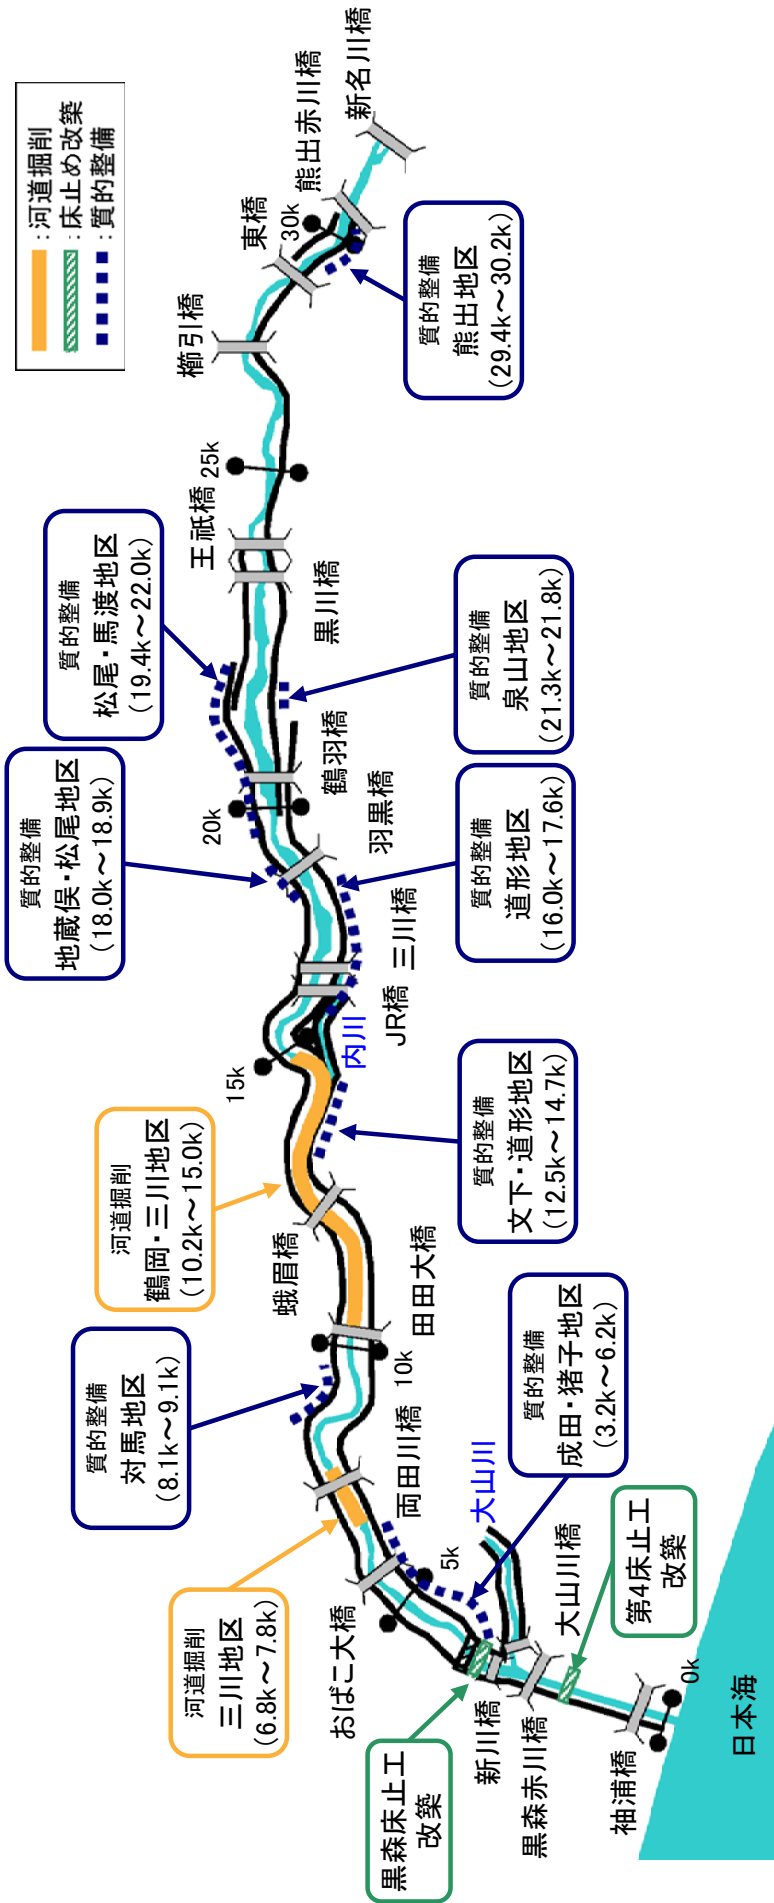 :河道掘削
:床止め改築
:質的整備
新名川橋
熊出赤川橋
30k
東橋
櫛引橋
質的整備
熊出地区
(29.4k～30.2k)
25k
王祇橋
黒川橋
質的整備
松尾・馬渡地区
(19.4k～22.0k)
質的整備
泉山地区
(21.3k～21.8k)
鶴羽橋
20k
羽黒橋
質的整備
地蔵俣・松尾地区
(18.0k～18.9k)
質的整備
道形地区
(16.0k～17.6k)
三川橋
JR橋
内川
15k
質的整備
文下・道形地区
(12.5k～14.7k)
河道掘削
鶴岡・三川地区
(10.2k～15.0k)
蛾眉橋
田田大橋
10k
質的整備
対馬地区
(8.1k～9.1k)
両田川橋
質的整備
成田・猪子地区
(3.2k～6.2k)
大山川
5k
河道掘削
三川地区
(6.8k～7.8k)
おばこ大橋
大山川橋
第4床止工
改築
黒森床止工
改築
新川橋
黒森赤川橋
袖浦橋
0k
日本海